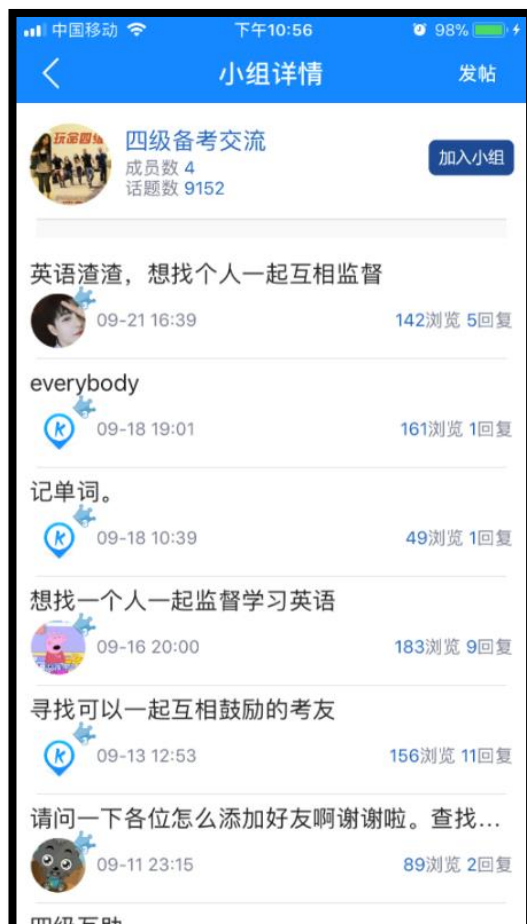 中国移动 下午10:56 98%
小组详情 发帖
玩命四级
四级备考交流
成员数 4
话题数 9152
加入小组
英语渣渣，想找个人一起互相监督
09-21 16:39 142浏览 5回复
everybody
09-18 19:01 161浏览 1回复
记单词。
09-18 10:39 49浏览 1回复
想找一个人一起监督学习英语
09-16 20:00 183浏览 9回复
寻找可以一起互相鼓励的考友
09-13 12:53 156浏览 11回复
请问一下各位怎么添加好友啊谢谢啦。查找...
09-11 23:15 89浏览 2回复
四级互助